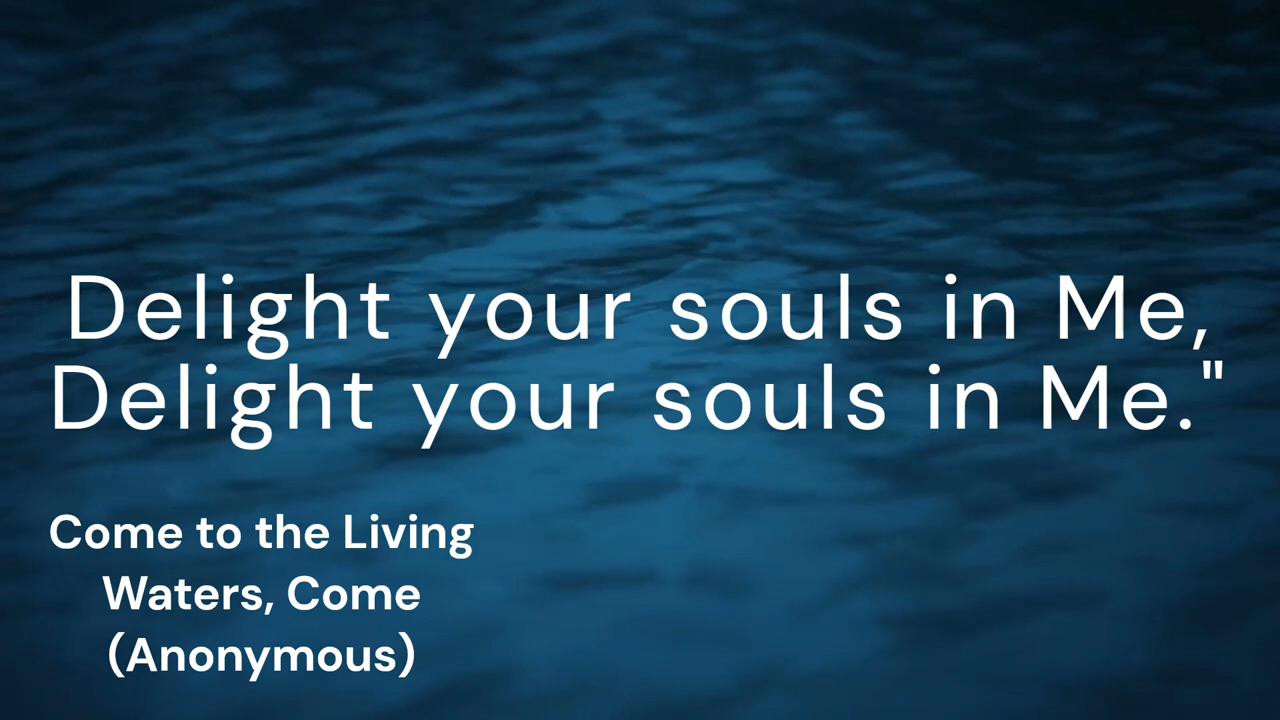 Delight your souls in Me,
Delight your souls in Me."
Come to the Living
Waters, Come
(Anonymous)